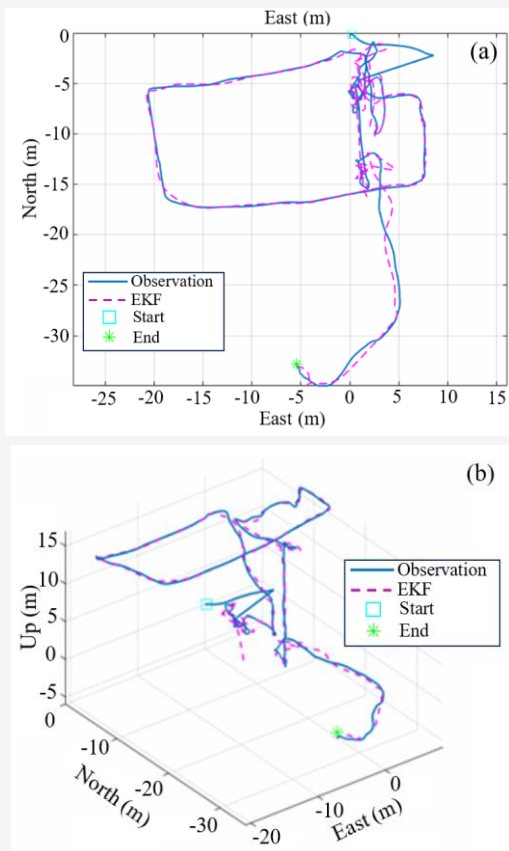 East (m)
(a)
0
-5
-10
-15
-20
-25
-30
North (m)
Observation
EKF
Start
End
-25 -20 -15 -10 -5 0 5 10 15
East (m)
(b)
15
10
5
0
-5
Up (m)
Observation
EKF
Start
End
0
-10
-20
-30
North (m)
-20
-10
0
East (m)